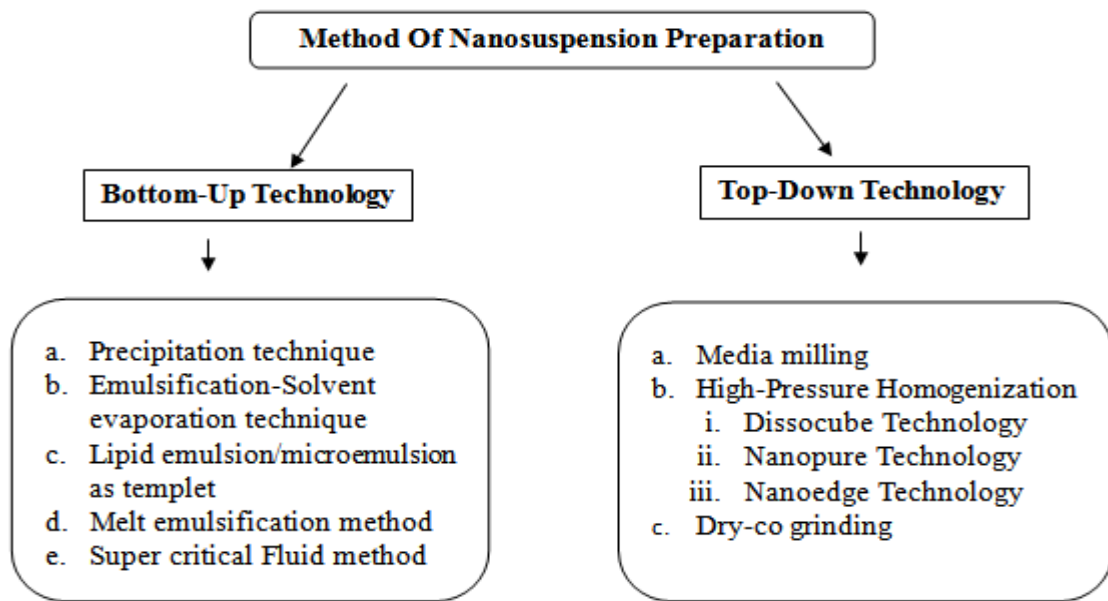 Method Of Nanosuspension Preparation
Bottom-Up Technology
a. Precipitation technique
b. Emulsification-Solvent
evaporation technique
c. Lipid emulsion/microemulsion
as templet
d. Melt emulsification method
e. Super critical Fluid method
Top-Down Technology
a. Media milling
b. High-Pressure Homogenization
i. Dissocube Technology
ii. Nanopure Technology
iii. Nanoedge Technology
c. Dry-co grinding